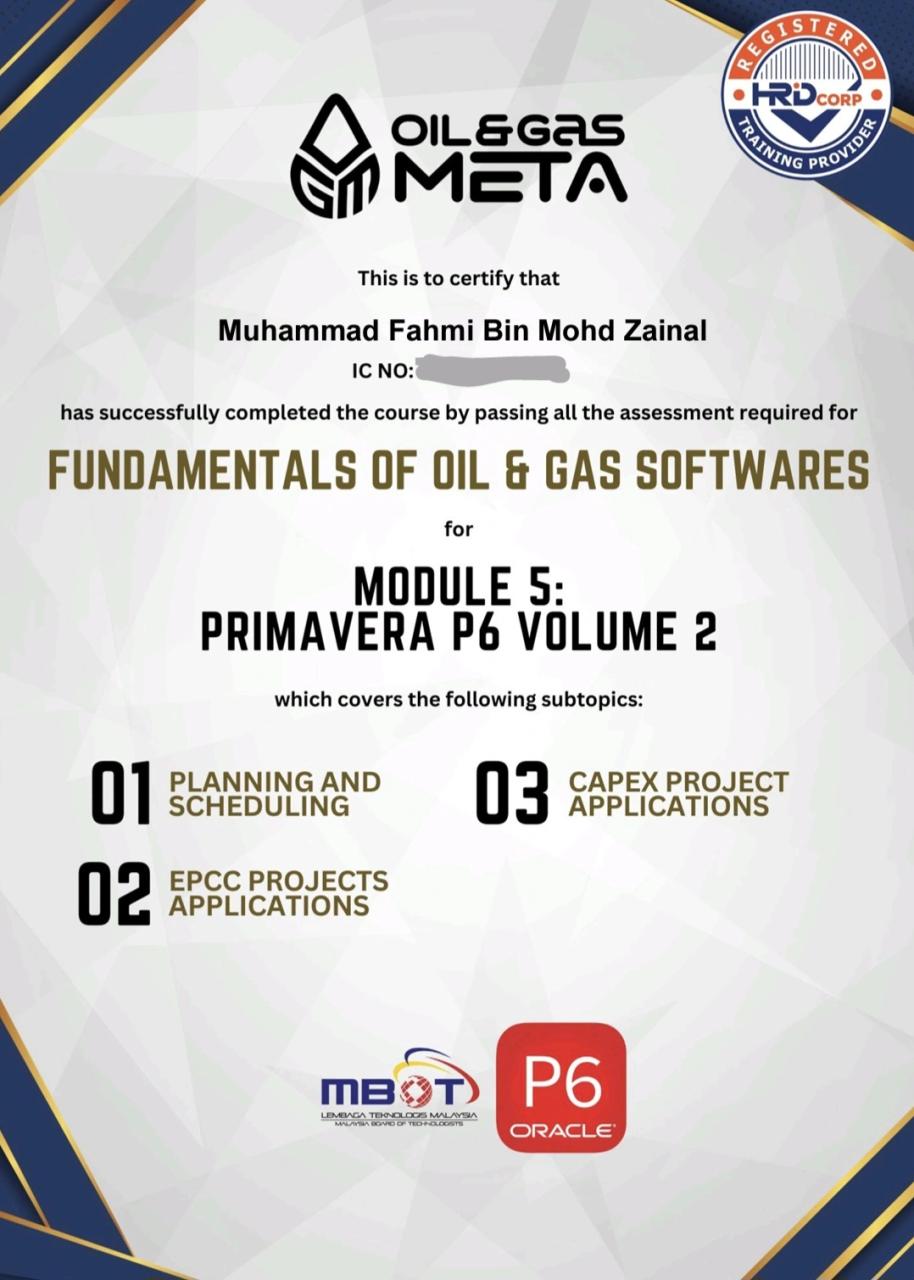 REGISTERED
HRD CORP
TRAINING PROVIDER
OIL&GAS
META
This is to certify that
Muhammad Fahmi Bin Mohd Zainal
IC NO:
has successfully completed the course by passing all the assessment required for
FUNDAMENTALS OF OIL & GAS SOFTWARES
for
MODULE 5:
PRIMAVERA P6 VOLUME 2
which covers the following subtopics:
01 PLANNING AND
SCHEDULING
02 EPCC PROJECTS
APPLICATIONS
03 CAPEX PROJECT
APPLICATIONS
MBOT
LEMBAGA TEKNOLOGIS MALAYSIA
MALAYSIA BOARD OF TECHNOLOGISTS
P6
ORACLE